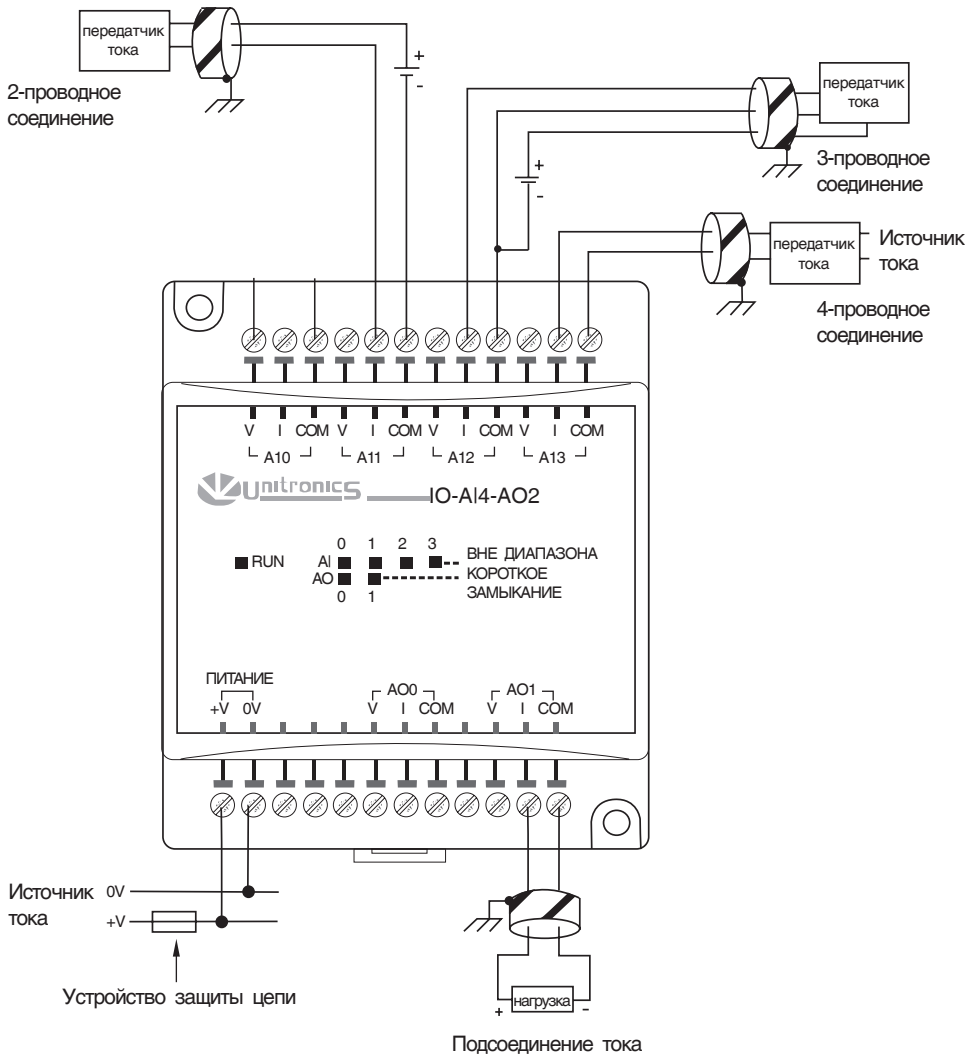 передатчик
тока
2-проводное
соединение
+
-
передатчик
тока
3-проводное
соединение
+
-
передатчик
тока
Источник
тока
4-проводное
соединение
V I COM V I COM V I COM V I COM
A10 A11 A12 A13
Unitronics IO-AI4-AO2
0 1 2 3
RUN AI ВНЕ ДИАПАЗОНА
AO КОРОТКОЕ
0 1 ЗАМЫКАНИЕ
ПИТАНИЕ
AO0 AO1
+V 0V V I COM V I COM
Источник
тока
0V
+V
Устройство защиты цепи
нагрузка
+ -
Подсоединение тока